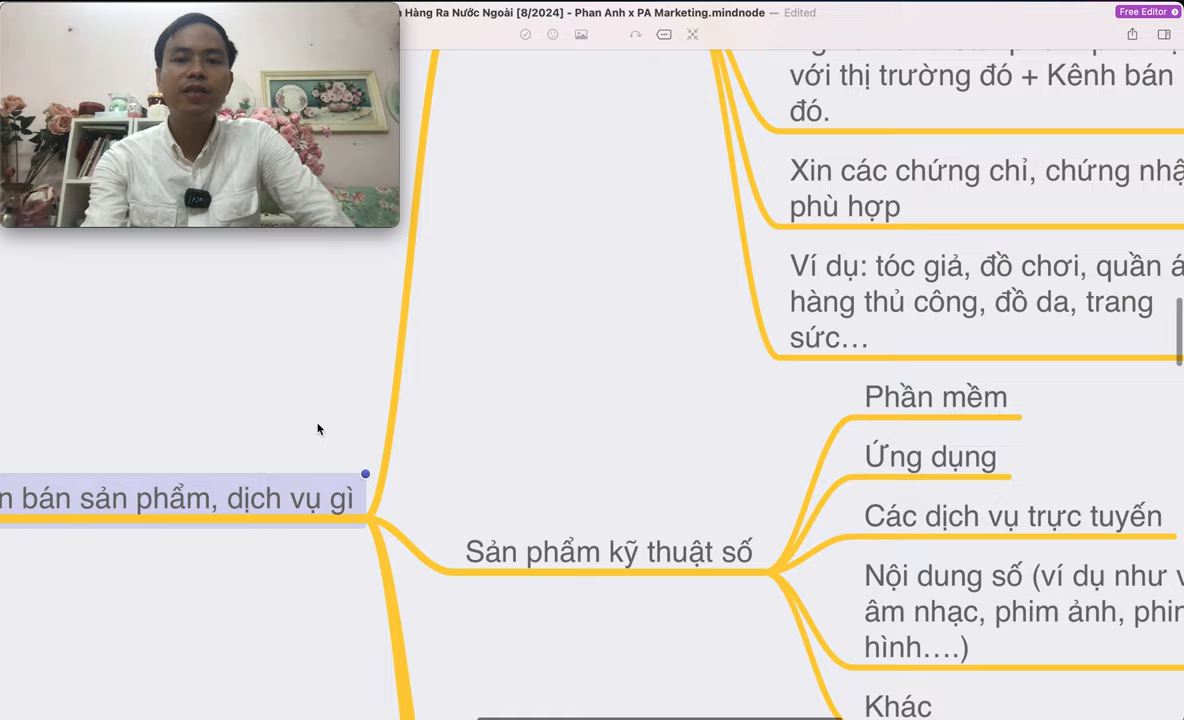 Hàng Ra Nước Ngoài [8/2024] - Phan Anh x PA Marketing.mindnode — Edited
Free Editor
với thị trường đó + Kênh bán
đó.
Xin các chứng chỉ, chứng nhậ
phù hợp
Ví dụ: tóc giả, đồ chơi, quần á
hàng thủ công, đồ da, trang
sức…
Phần mềm
Ứng dụng
n bán sản phẩm, dịch vụ gì
Các dịch vụ trực tuyến
Sản phẩm kỹ thuật số
Nội dung số (ví dụ như v
âm nhạc, phim ảnh, phi
hình….)
Khác